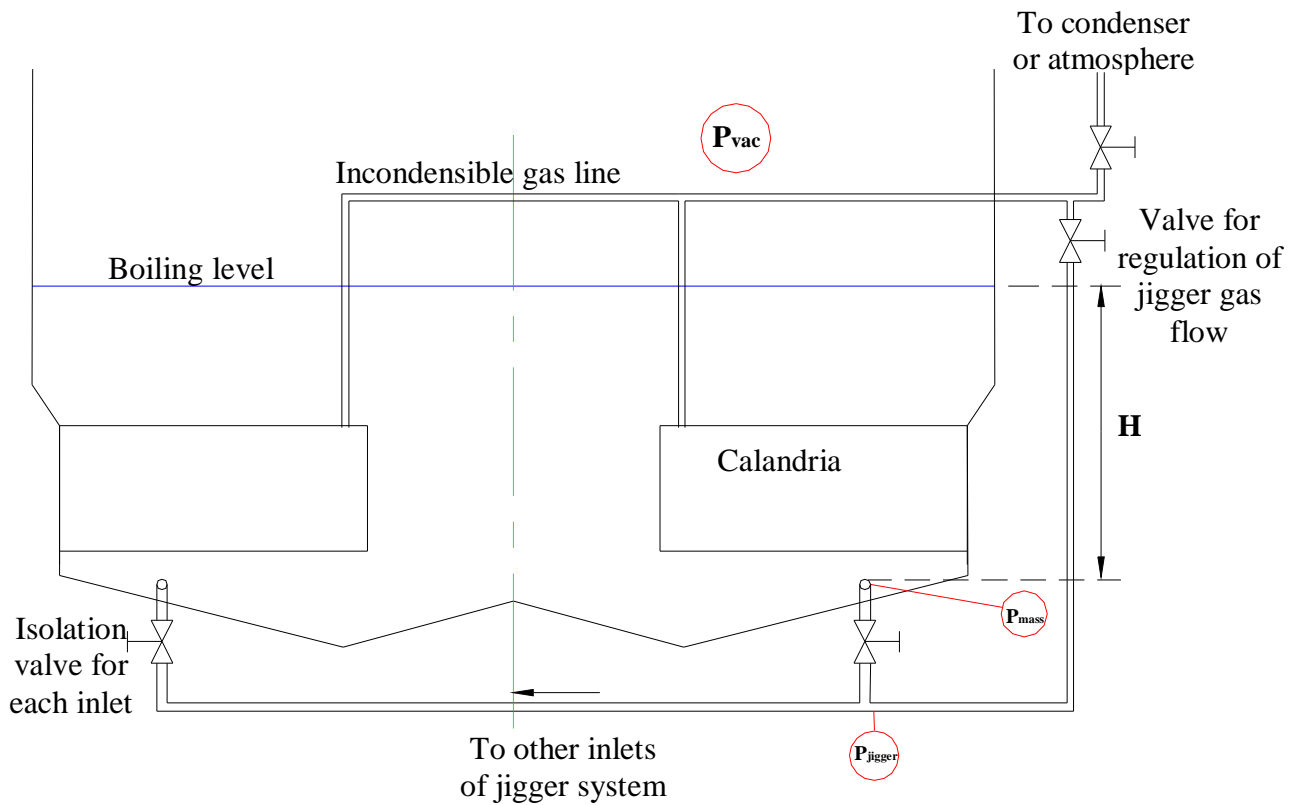 To condenser
or atmosphere
Pvac
Incondensible gas line
Valve for
regulation of
jigger gas
flow
Boiling level
H
Calandria
Pmass
Isolation
valve for
each inlet
Pjigger
To other inlets
of jigger system